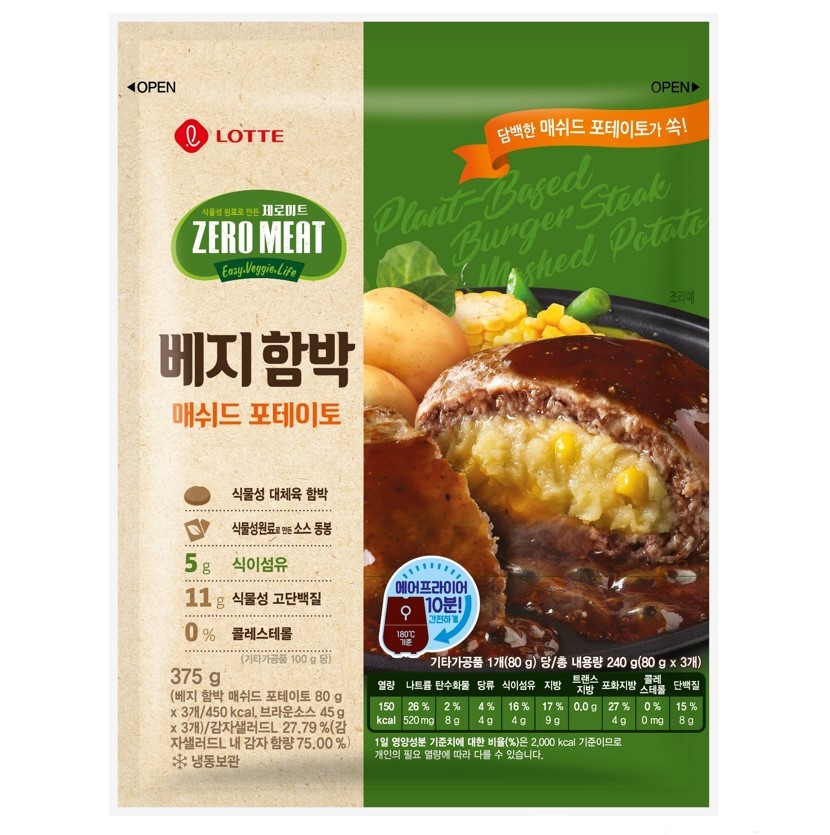 ◀OPEN
OPEN▶
LOTTE
담백한 매쉬드 포테이토가 쏙!
식물성 원료로 만든 제로미트
ZERO MEAT
Easy.Veggie.Life
Plant-Based
Burger Steak
Mashed Potato
조리예
베지 함박
매쉬드 포테이토
식물성 대체육 함박
식물성원료로 만든 소스 동봉
5 g 식이섬유
11 g 식물성 고단백질
0 % 콜레스테롤
(기타가공품 100 g 당)
375 g
(베지 함박 매쉬드 포테이토 80 g
x 3개/450 kcal, 브라운소스 45 g
x 3개)/감자샐러드L 27.79 %(감
자샐러드L 내 감자 함량 75.00 %)
냉동보관
에어프라이어
10분!
간편하게
180℃
기준
기타가공품 1개(80 g) 당/총 내용량 240 g(80 g x 3개)
열량 나트륨 탄수화물 당류 식이섬유 지방 트랜스지방 포화지방 콜레스테롤 단백질
150 kcal 26 % 2 % 4 % 16 % 17 % 0.0 g 27 % 0 % 15 %
520 mg 8 g 4 g 4 g 9 g 4 g 0 mg 8 g
1일 영양성분 기준치에 대한 비율(%)은 2,000 kcal 기준이므로
개인의 필요 열량에 따라 다를 수 있습니다.